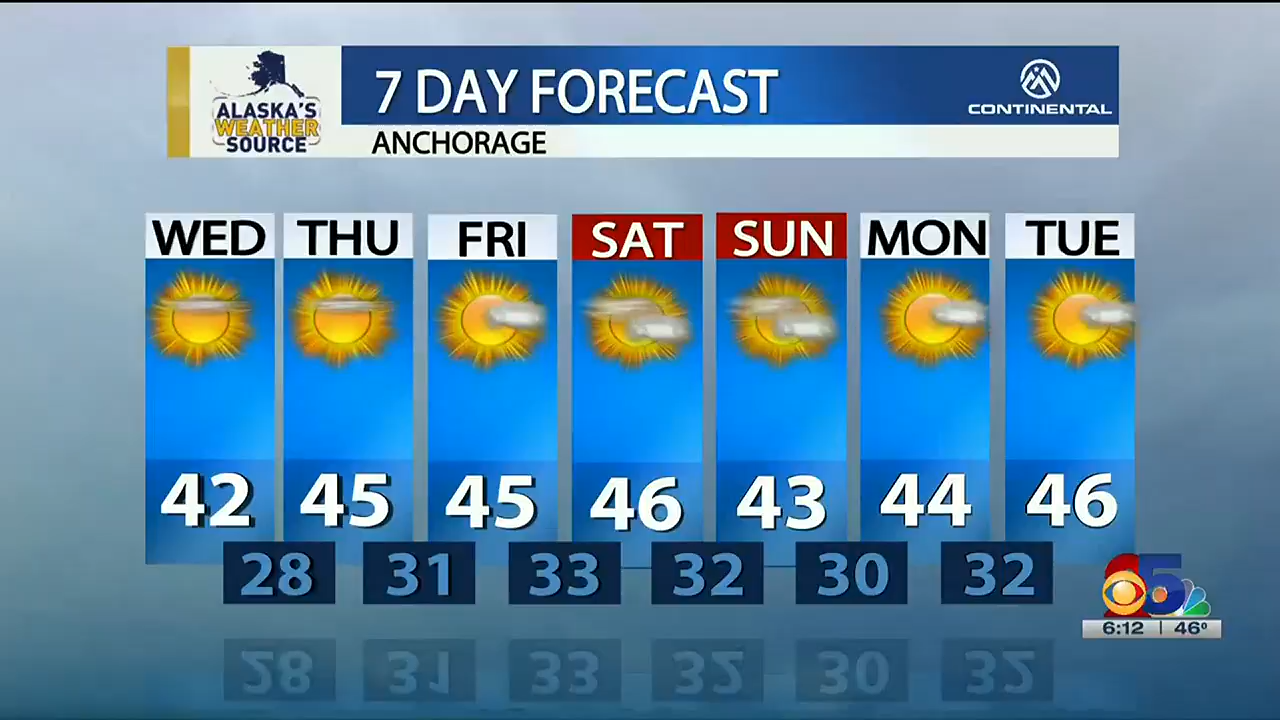 ALASKA'S
WEATHER
SOURCE
7 DAY FORECAST
CONTINENTAL
ANCHORAGE
WED THU FRI SAT SUN MON TUE
42 45 45 46 43 44 46
28 31 33 32 30 32
5
6:12 | 46°